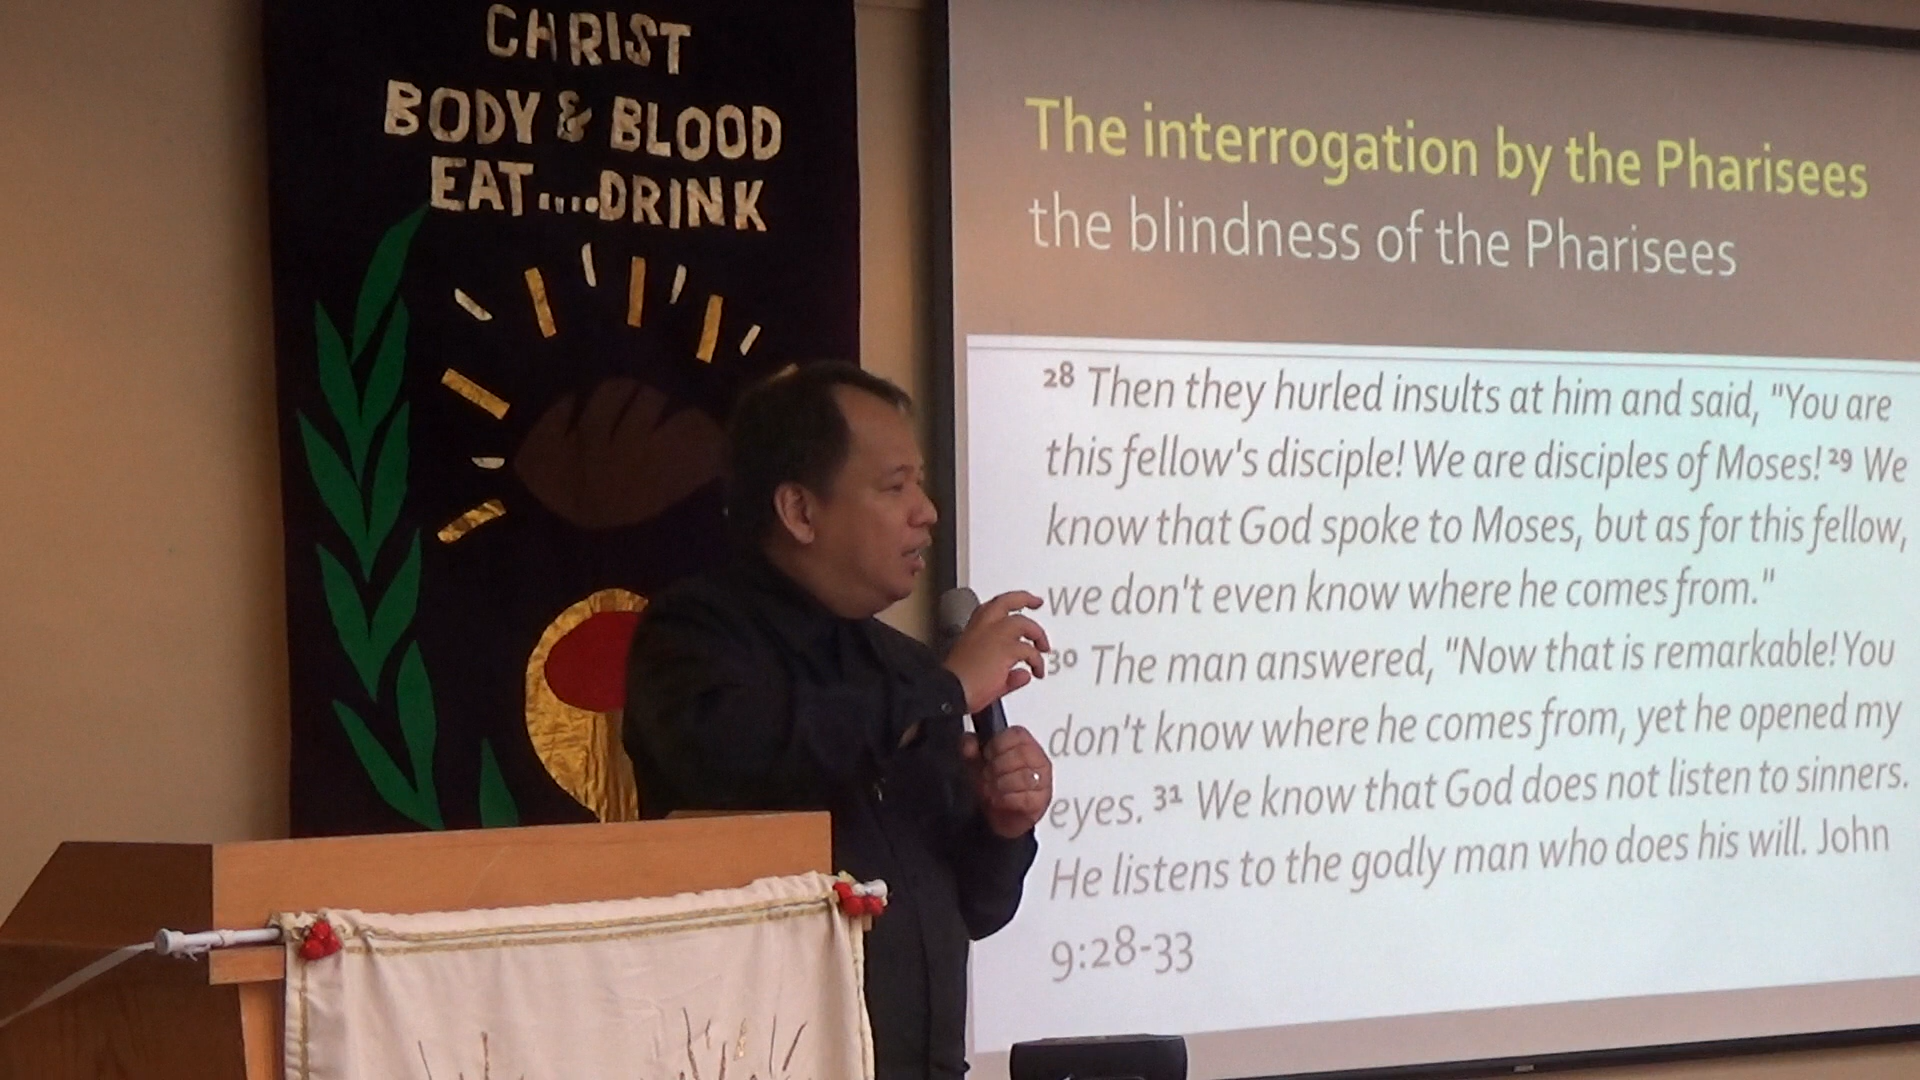 CHRIST
BODY & BLOOD
EAT....DRINK
The interrogation by the Pharisees
the blindness of the Pharisees
28 Then they hurled insults at him and said, "You are
this fellow's disciple! We are disciples of Moses! 29 We
know that God spoke to Moses, but as for this fellow,
we don't even know where he comes from."
30 The man answered, "Now that is remarkable! You
don't know where he comes from, yet he opened my
eyes. 31 We know that God does not listen to sinners.
He listens to the godly man who does his will. John
9:28-33